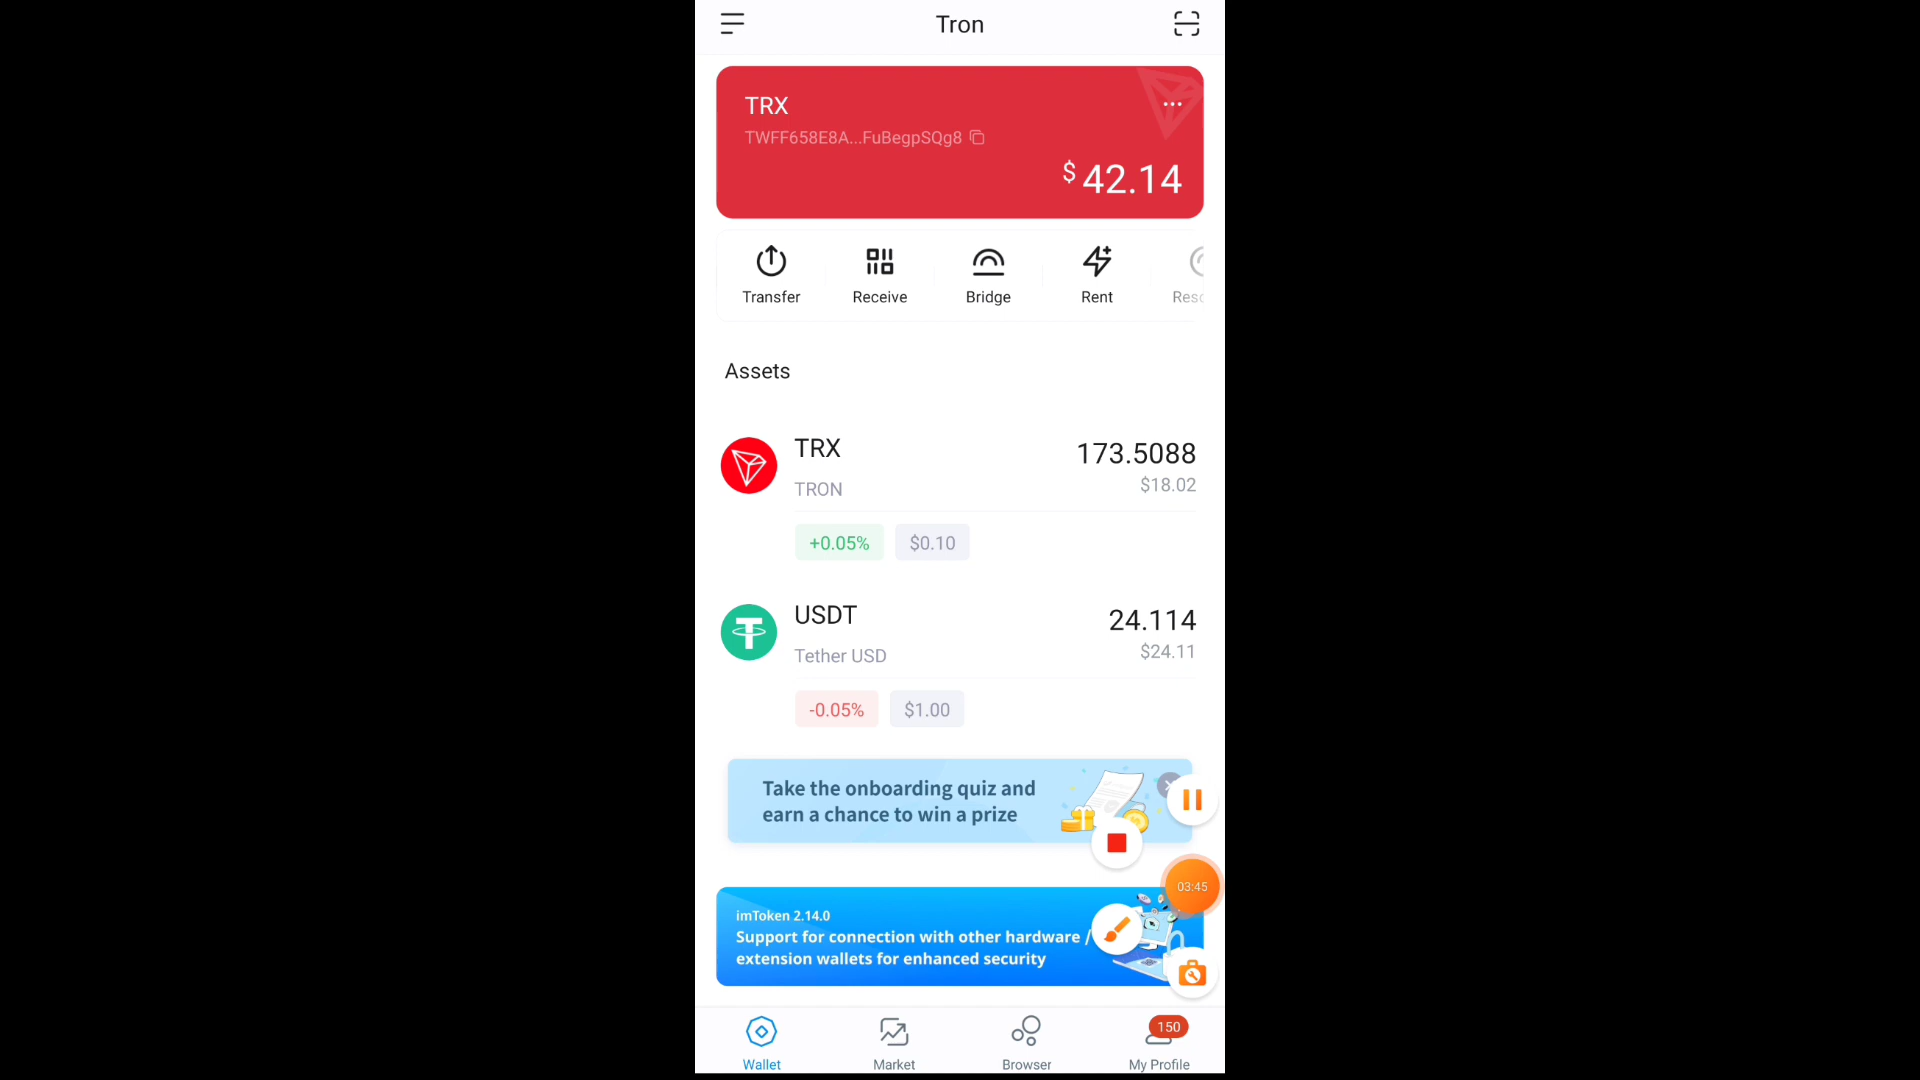 Tron
TRX
TWFF658E8A...FuBegpSQg8
$ 42.14
Transfer
Receive
Bridge
Rent
Assets
TRX
173.5088
TRON
$18.02
+0.05%
$0.10
USDT
24.114
Tether USD
$24.11
-0.05%
$1.00
Take the onboarding quiz and
earn a chance to win a prize
03:45
imToken 2.14.0
Support for connection with other hardware /
extension wallets for enhanced security
150
Wallet
Market
Browser
My Profile